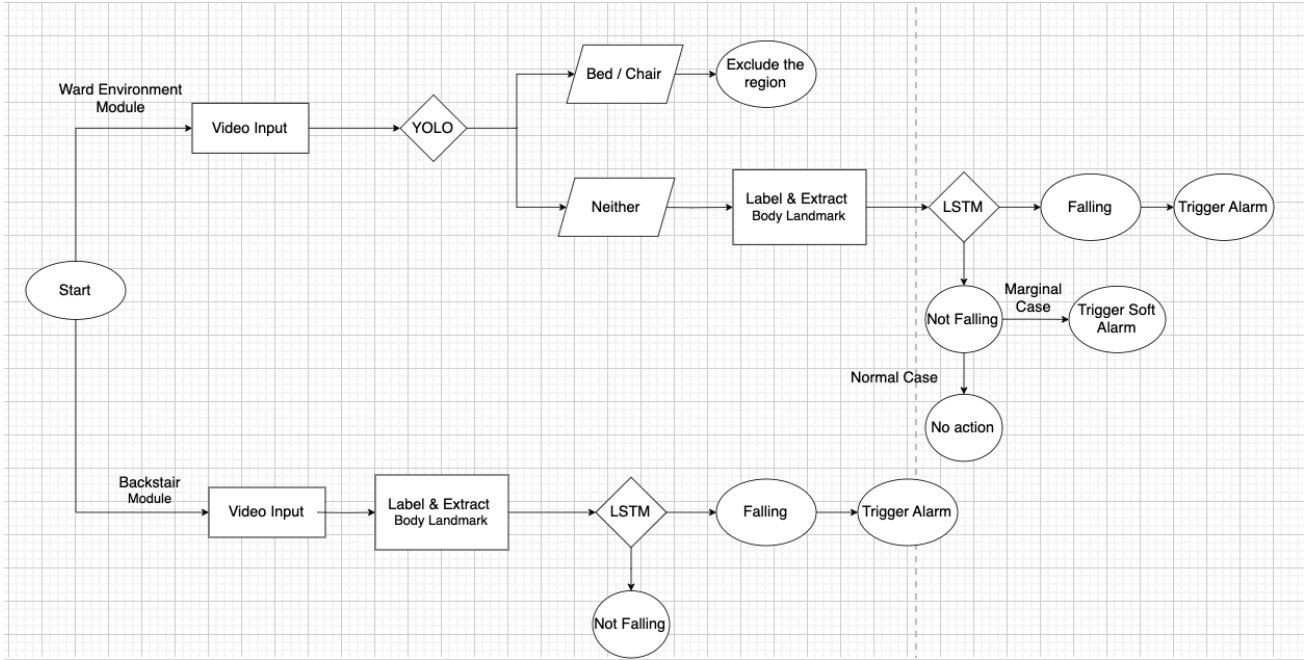 Ward Environment
Module
Video Input
YOLO
Bed / Chair
Exclude the
region
Neither
Label & Extract
Body Landmark
LSTM
Falling
Trigger Alarm
Start
Not Falling
Marginal
Case
Trigger Soft
Alarm
Normal Case
No action
Backstair
Module
Video Input
Label & Extract
Body Landmark
LSTM
Falling
Trigger Alarm
Not Falling